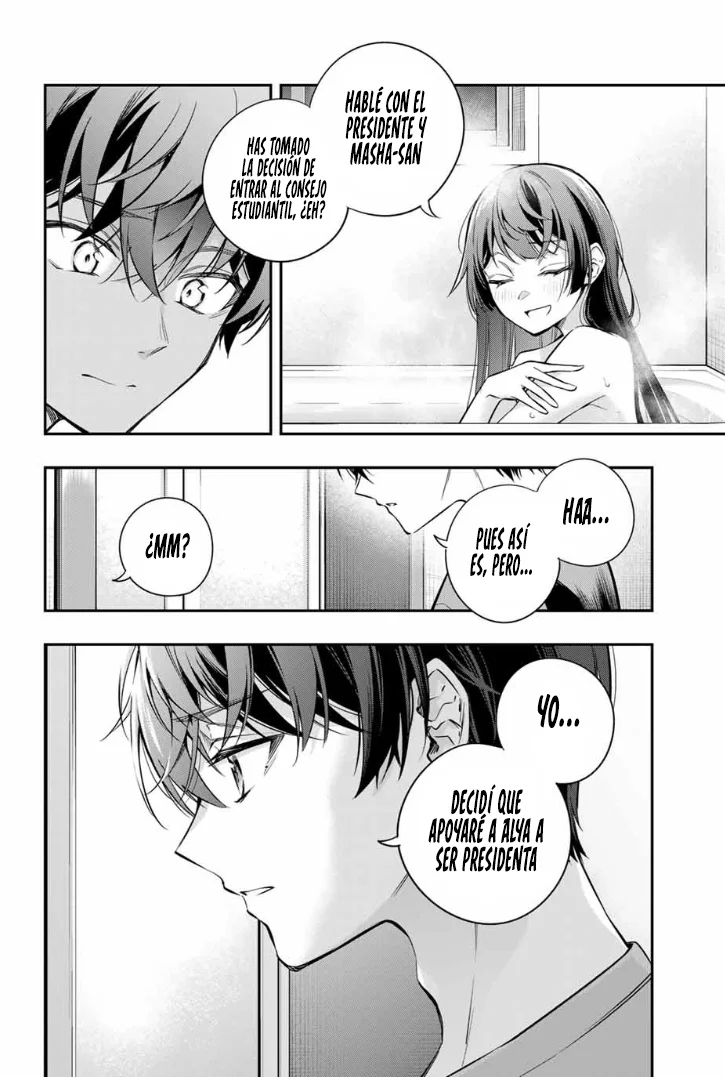 HABLÉ CON EL
PRESIDENTE Y
MASHA-SAN
HAS TOMADO
LA DECISIÓN DE
ENTRAR AL CONSEJO
ESTUDIANTIL, ¿EH?
HAA...
PUES ASÍ
ES, PERO...
¿MM?
YO...
DECIDÍ QUE
APOYARÉ A ALYA A
SER PRESIDENTA